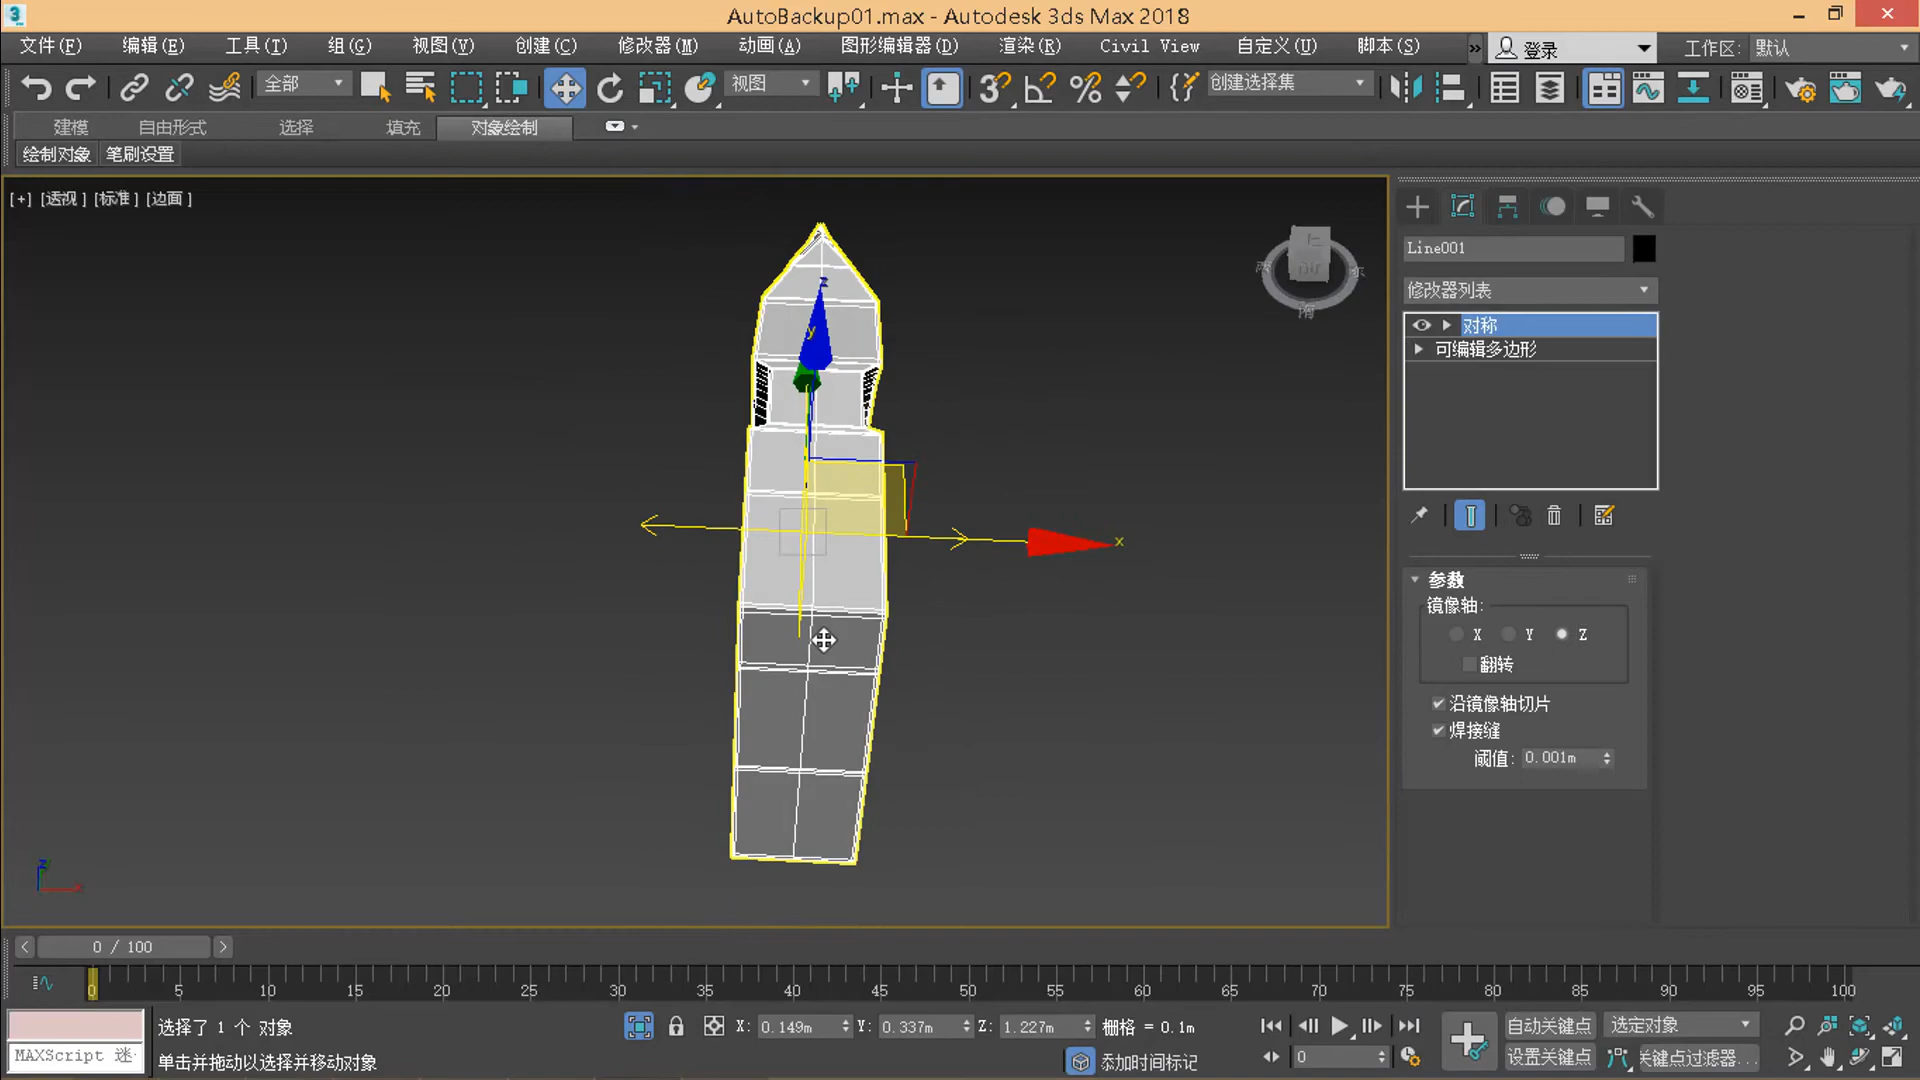 AutoBackup01.max - Autodesk 3ds Max 2018
文件(F) 编辑(E) 工具(T) 组(G) 视图(V) 创建(C) 修改器(M) 动画(A) 图形编辑器(D) 渲染(R) Civil View 自定义(U) 脚本(S) » 登录 工作区: 默认
全部 视图 创建选择集
建模 自由形式 选择 填充 对象绘制
绘制对象 笔刷设置
[+] [透视] [标准] [边面]
Line001
修改器列表
对称
可编辑多边形
z
y
x
上
前
南
参数
镜像轴:
X Y Z
翻转
沿镜像轴切片
焊接缝
阈值: 0.001m
z
0 / 100
0 5 10 15 20 25 30 35 40 45 50 55 60 65 70 75 80 85 90 95 100
选择了 1 个 对象 X: 0.149m Y: 0.337m Z: 1.227m 栅格 = 0.1m 自动关键点 选定对象
MAXScript 迷 单击并拖动以选择并移动对象 添加时间标记 0 设置关键点 关键点过滤器...